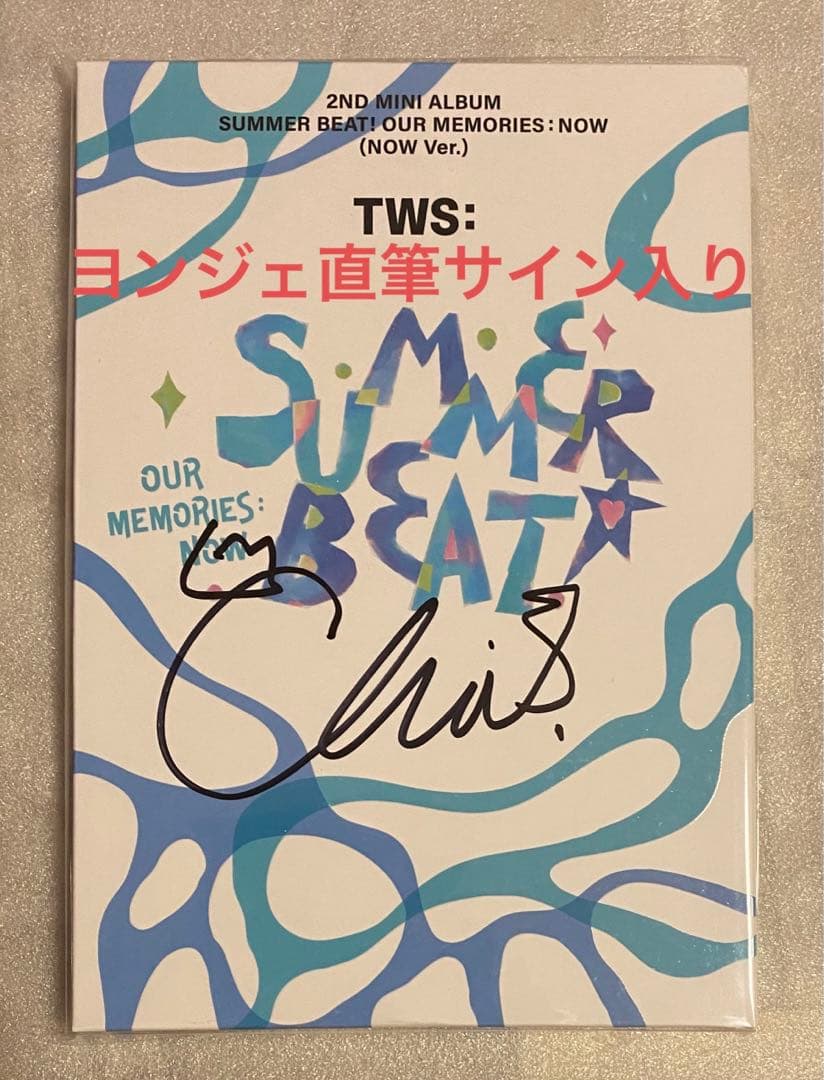 2ND MINI ALBUM
SUMMER BEAT! OUR MEMORIES:NOW
(NOW Ver.)
TWS:
ヨンジェ直筆サイン入り
SUMMER
BEAT
OUR
MEMORIES:
NOW